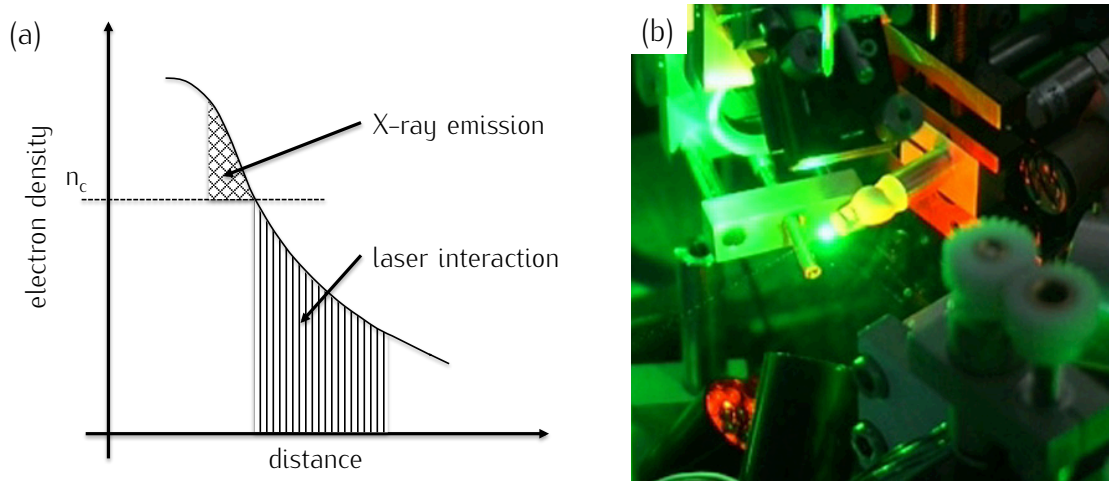 (a)
X-ray emission
n_c
laser interaction
electron density
distance
(b)